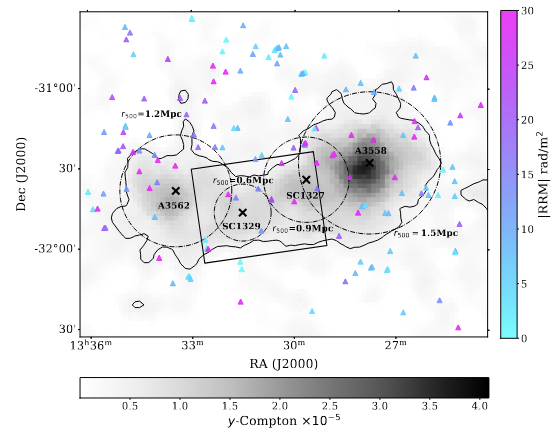 30
-31°00'
25
r₅₀₀=1.2Mpc
A3558
20
30'
r₅₀₀=0.6Mpc
15
SC1327
A3562
SC1329
r₅₀₀=0.9Mpc
r₅₀₀ = 1.5Mpc
10
-32°00'
5
30'
0
13ʰ36ᵐ 33ᵐ 30ᵐ 27ᵐ
RA (J2000)
Dec (J2000)
|RRM| rad/m²
0.5 1.0 1.5 2.0 2.5 3.0 3.5 4.0
y-Compton ×10⁻⁵